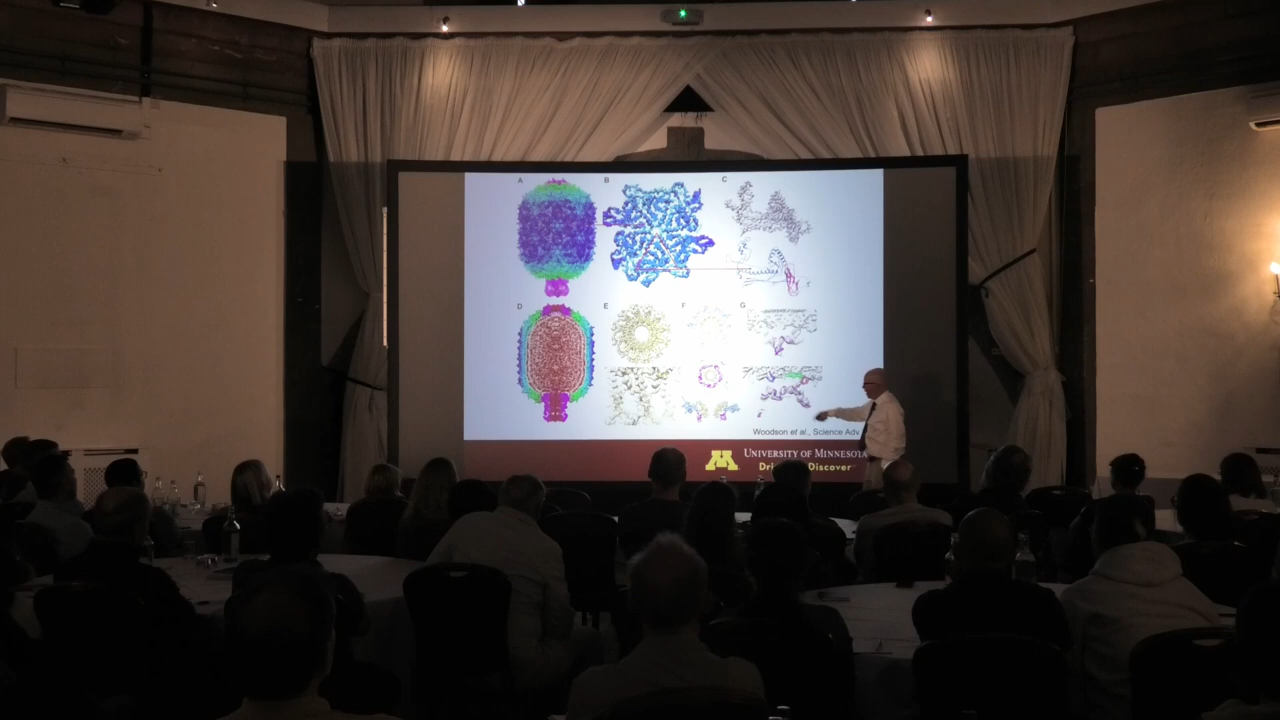 A B C
D E F G
Woodson et al., Science Adv
M
UNIVERSITY OF MINNESOTA
Discover